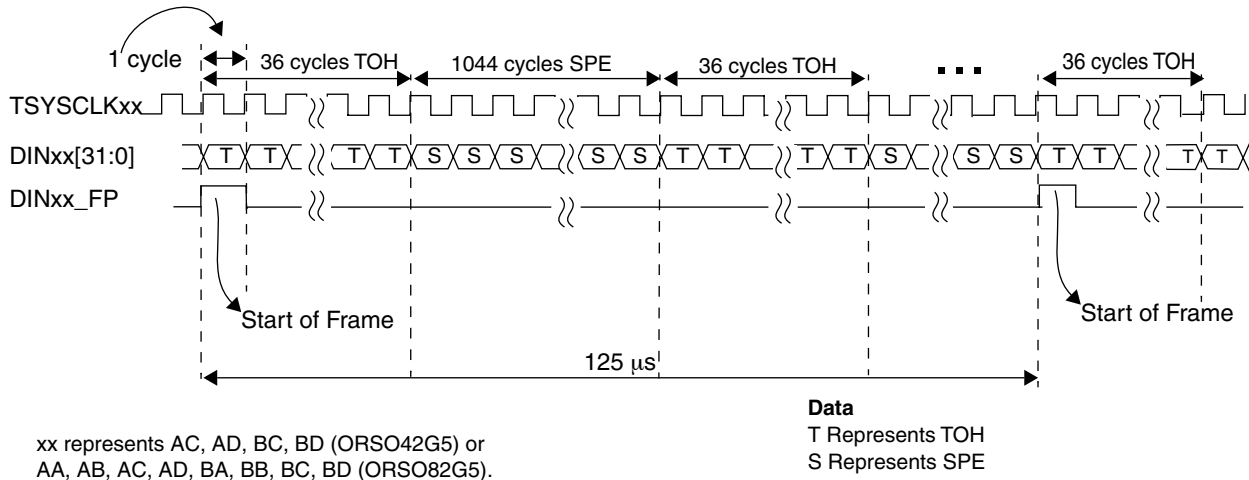 1 cycle
36 cycles TOH 1044 cycles SPE 36 cycles TOH 36 cycles TOH
TSYSCLKxx
DINxx[31:0] T T T T S S S S S T T T T S S S T T T T
DINxx_FP
Start of Frame Start of Frame
125 μs
Data
T Represents TOH
S Represents SPE
xx represents AC, AD, BC, BD (ORSO42G5) or
AA, AB, AC, AD, BA, BB, BC, BD (ORSO82G5).